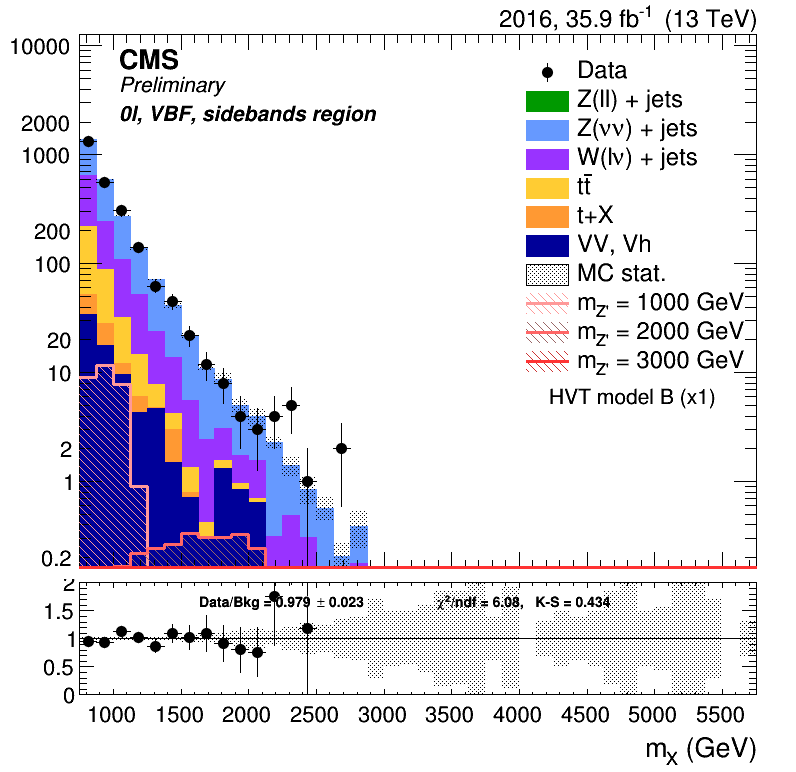 2016, 35.9 fb⁻¹ (13 TeV)
CMS
Preliminary
0l, VBF, sidebands region
Data
Z(ll) + jets
Z(νν) + jets
W(lν) + jets
tt̄
t+X
VV, Vh
MC stat.
m_Z' = 1000 GeV
m_Z' = 2000 GeV
m_Z' = 3000 GeV
HVT model B (x1)
10000
2000
1000
200
100
20
10
2
1
0.2
Data/Bkg = 0.979 ± 0.023 χ²/ndf = 6.08, K-S = 0.434
2
1.5
1
0.5
0
1000 1500 2000 2500 3000 3500 4000 4500 5000 5500
m_X (GeV)